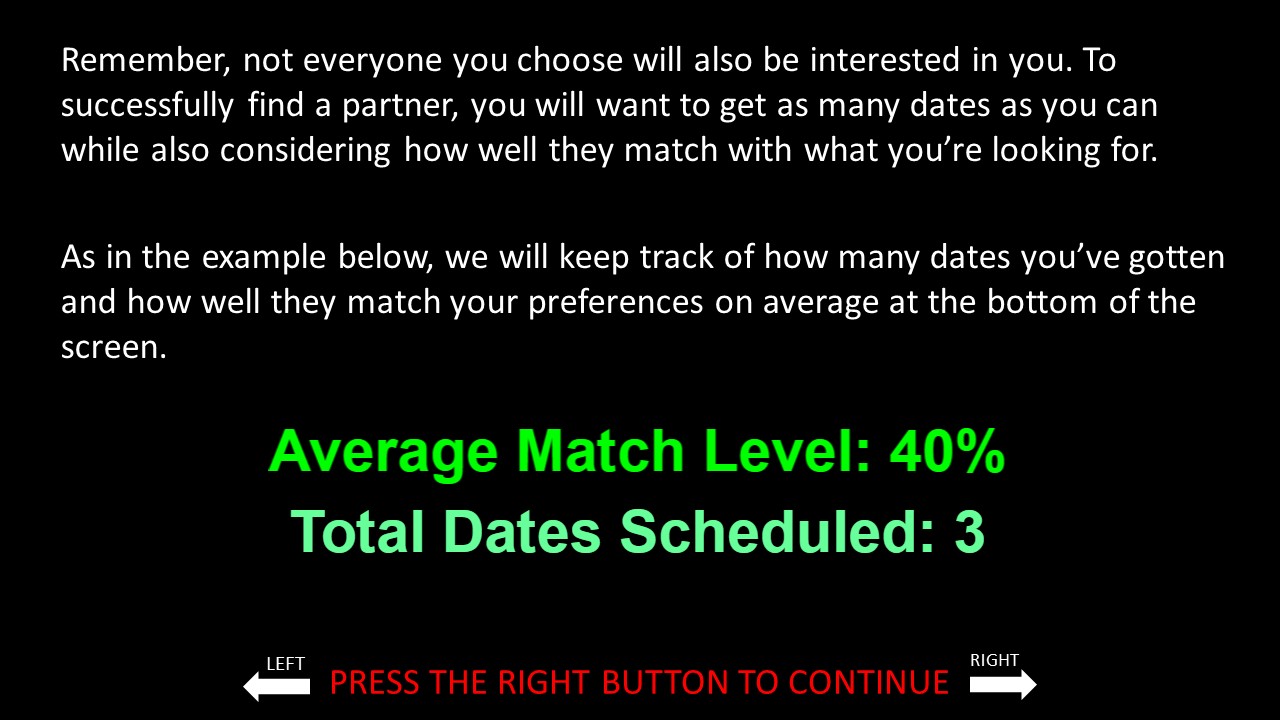 Remember, not everyone you choose will also be interested in you. To
successfully find a partner, you will want to get as many dates as you can
while also considering how well they match with what you’re looking for.
As in the example below, we will keep track of how many dates you’ve gotten
and how well they match your preferences on average at the bottom of the
screen.
Average Match Level: 40%
Total Dates Scheduled: 3
LEFT
PRESS THE RIGHT BUTTON TO CONTINUE
RIGHT